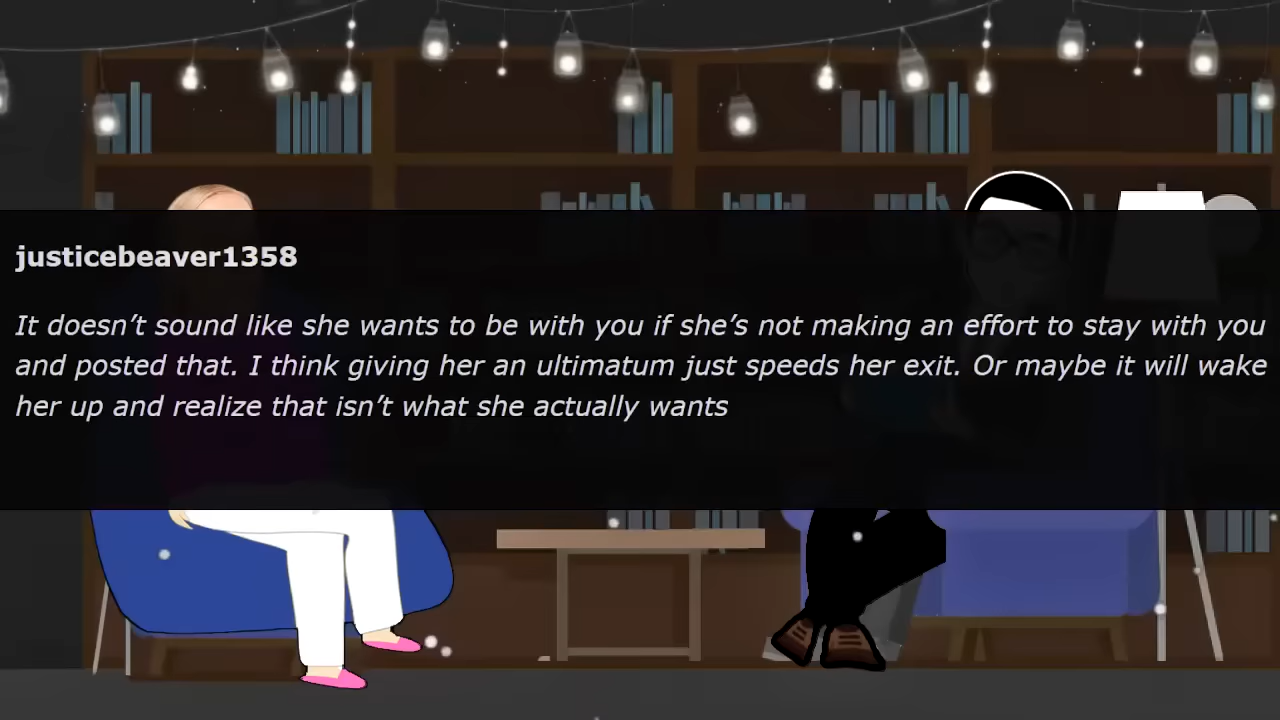 justicebeaver1358
It doesn’t sound like she wants to be with you if she’s not making an effort to stay with you
and posted that. I think giving her an ultimatum just speeds her exit. Or maybe it will wake
her up and realize that isn’t what she actually wants